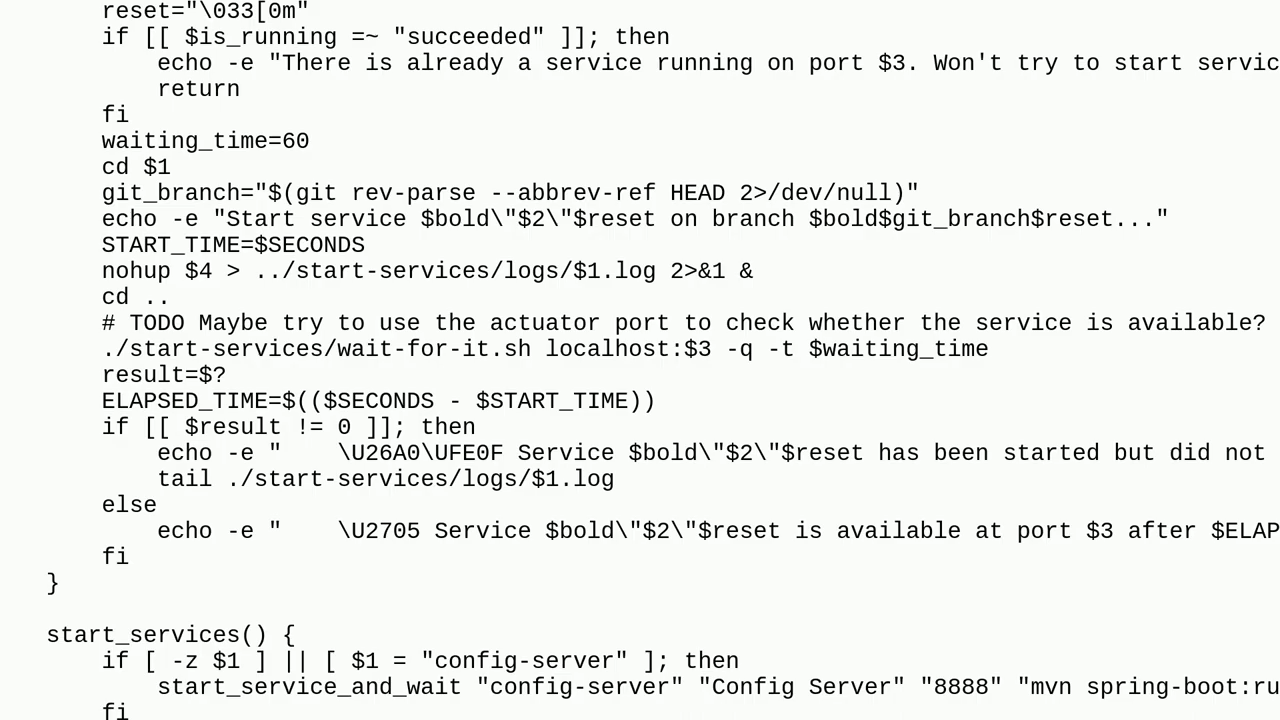 reset="\033[0m"
if [[ $is_running =~ "succeeded" ]]; then
echo -e "There is already a service running on port $3. Won't try to start servic
return
fi
waiting_time=60
cd $1
git_branch="$(git rev-parse --abbrev-ref HEAD 2>/dev/null)"
echo -e "Start service $bold\"$2\"$reset on branch $bold$git_branch$reset..."
START_TIME=$SECONDS
nohup $4 > ../start-services/logs/$1.log 2>&1 &
cd ..
# TODO Maybe try to use the actuator port to check whether the service is available?
./start-services/wait-for-it.sh localhost:$3 -q -t $waiting_time
result=$?
ELAPSED_TIME=$(($SECONDS - $START_TIME))
if [[ $result != 0 ]]; then
echo -e "    \U26A0\UFE0F Service $bold\"$2\"$reset has been started but did not
tail ./start-services/logs/$1.log
else
echo -e "    \U2705 Service $bold\"$2\"$reset is available at port $3 after $ELAP
fi
}
start_services() {
if [ -z $1 ] || [ $1 = "config-server" ]; then
start_service_and_wait "config-server" "Config Server" "8888" "mvn spring-boot:ru
fi